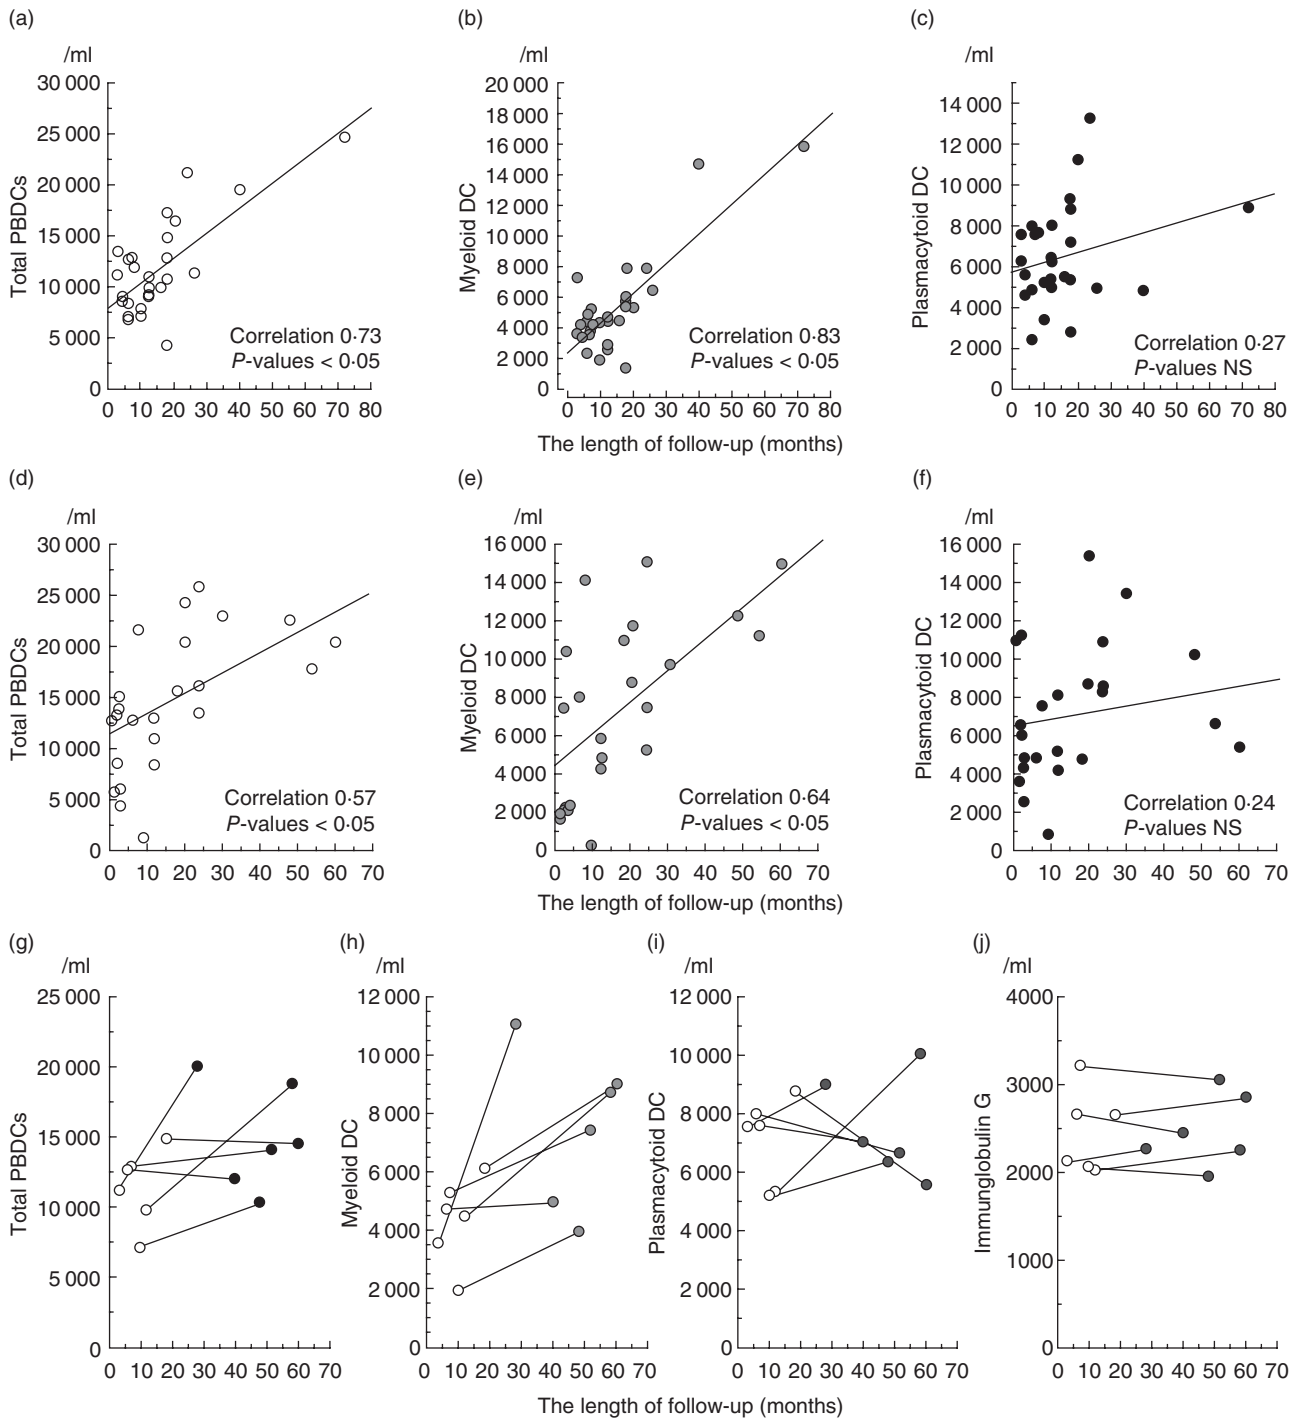 (a)
/ml
Total PBDCs
30 000
25 000
20 000
15 000
10 000
5 000
0
Correlation 0·73
P-values < 0·05
0 10 20 30 40 50 60 70 80
(b)
/ml
Myeloid DC
20 000
18 000
16 000
14 000
12 000
10 000
8 000
6 000
4 000
2 000
0
Correlation 0·83
P-values < 0·05
0 10 20 30 40 50 60 70 80
The length of follow-up (months)
(c)
/ml
Plasmacytoid DC
14 000
12 000
10 000
8 000
6 000
4 000
2 000
0
Correlation 0·27
P-values NS
0 10 20 30 40 50 60 70 80
(d)
/ml
Total PBDCs
30 000
25 000
20 000
15 000
10 000
5 000
0
Correlation 0·57
P-values < 0·05
0 10 20 30 40 50 60 70
(e)
/ml
Myeloid DC
16 000
14 000
12 000
10 000
8 000
6 000
4 000
2 000
0
Correlation 0·64
P-values < 0·05
0 10 20 30 40 50 60 70
The length of follow-up (months)
(f)
/ml
Plasmacytoid DC
16 000
14 000
12 000
10 000
8 000
6 000
4 000
2 000
0
Correlation 0·24
P-values NS
0 10 20 30 40 50 60 70
(g)
/ml
Total PBDCs
25 000
20 000
15 000
10 000
5 000
0
0 10 20 30 40 50 60 70
(h)
/ml
Myeloid DC
12 000
10 000
8 000
6 000
4 000
2 000
0
0 10 20 30 40 50 60 70
(i)
/ml
Plasmacytoid DC
12 000
10 000
8 000
6 000
4 000
2 000
0
0 10 20 30 40 50 60 70
(j)
/ml
Immunglobulin G
4000
3000
2000
1000
0
0 10 20 30 40 50 60 70
The length of follow-up (months)